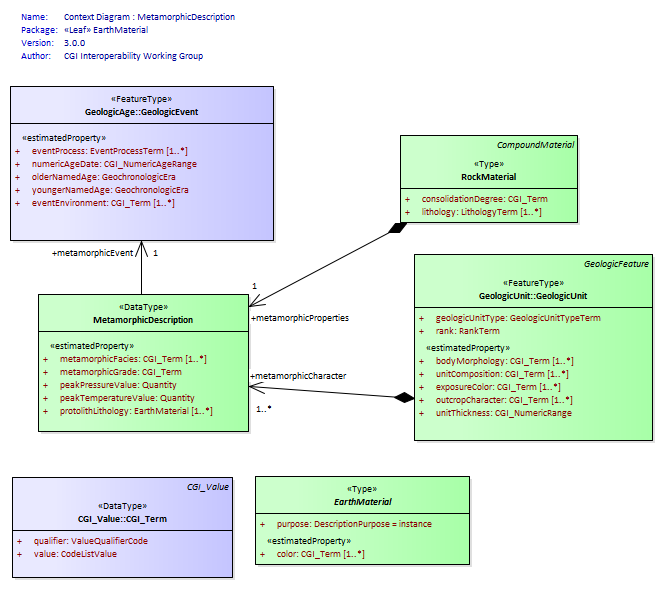 Name: Context Diagram : MetamorphicDescription
Package: «Leaf» EarthMaterial
Version: 3.0.0
Author: CGI Interoperability Working Group
«FeatureType»
GeologicAge::GeologicEvent
«estimatedProperty»
+ eventProcess: EventProcessTerm [1..*]
+ numericAgeDate: CGI_NumericAgeRange
+ olderNamedAge: GeochronologicEra
+ youngerNamedAge: GeochronologicEra
+ eventEnvironment: CGI_Term [1..*]
CompoundMaterial
«Type»
RockMaterial
+ consolidationDegree: CGI_Term
+ lithology: LithologyTerm [1..*]
+metamorphicEvent 1
1
+metamorphicProperties
GeologicFeature
«FeatureType»
GeologicUnit::GeologicUnit
+ geologicUnitType: GeologicUnitTypeTerm
+ rank: RankTerm
«estimatedProperty»
+ bodyMorphology: CGI_Term [1..*]
+ unitComposition: CGI_Term [1..*]
+ exposureColor: CGI_Term [1..*]
+ outcropCharacter: CGI_Term [1..*]
+ unitThickness: CGI_NumericRange
«DataType»
MetamorphicDescription
«estimatedProperty»
+ metamorphicFacies: CGI_Term [1..*]
+ metamorphicGrade: CGI_Term
+ peakPressureValue: Quantity
+ peakTemperatureValue: Quantity
+ protolithLithology: EarthMaterial [1..*]
+metamorphicCharacter
1..*
CGI_Value
«DataType»
CGI_Value::CGI_Term
+ qualifier: ValueQualifierCode
+ value: CodeListValue
«Type»
EarthMaterial
+ purpose: DescriptionPurpose = instance
«estimatedProperty»
+ color: CGI_Term [1..*]